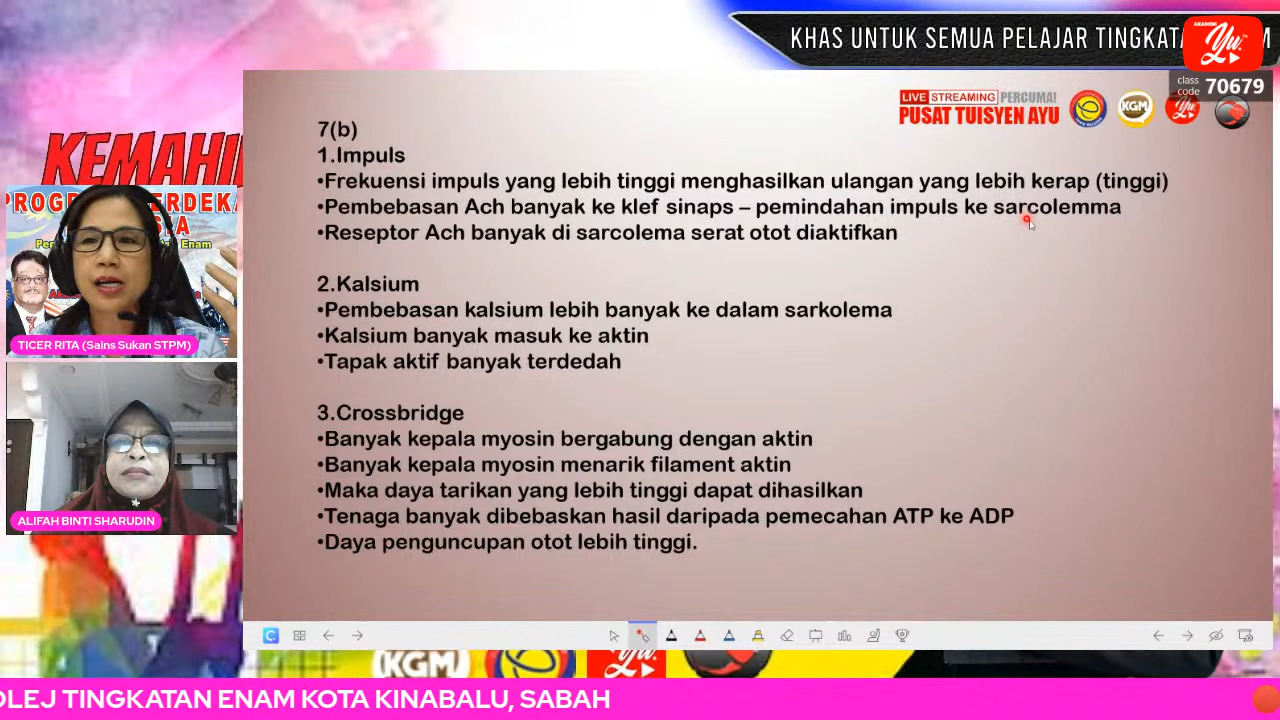 KHAS UNTUK SEMUA PELAJAR TINGKATAN
AKADEMI
Yu.
class code 70679
LIVE STREAMING PERCUMA!
PUSAT TUISYEN AYU
KGM
KEMAHI
7(b)
1.Impuls
•Frekuensi impuls yang lebih tinggi menghasilkan ulangan yang lebih kerap (tinggi)
•Pembebasan Ach banyak ke klef sinaps – pemindahan impuls ke sarcolemma
•Reseptor Ach banyak di sarcolema serat otot diaktifkan
2.Kalsium
•Pembebasan kalsium lebih banyak ke dalam sarkolema
•Kalsium banyak masuk ke aktin
•Tapak aktif banyak terdedah
3.Crossbridge
•Banyak kepala myosin bergabung dengan aktin
•Banyak kepala myosin menarik filament aktin
•Maka daya tarikan yang lebih tinggi dapat dihasilkan
•Tenaga banyak dibebaskan hasil daripada pemecahan ATP ke ADP
•Daya penguncupan otot lebih tinggi.
TICER RITA (Sains Sukan STPM)
ALIFAH BINTI SHARUDIN
KGM
OLEJ TINGKATAN ENAM KOTA KINABALU, SABAH